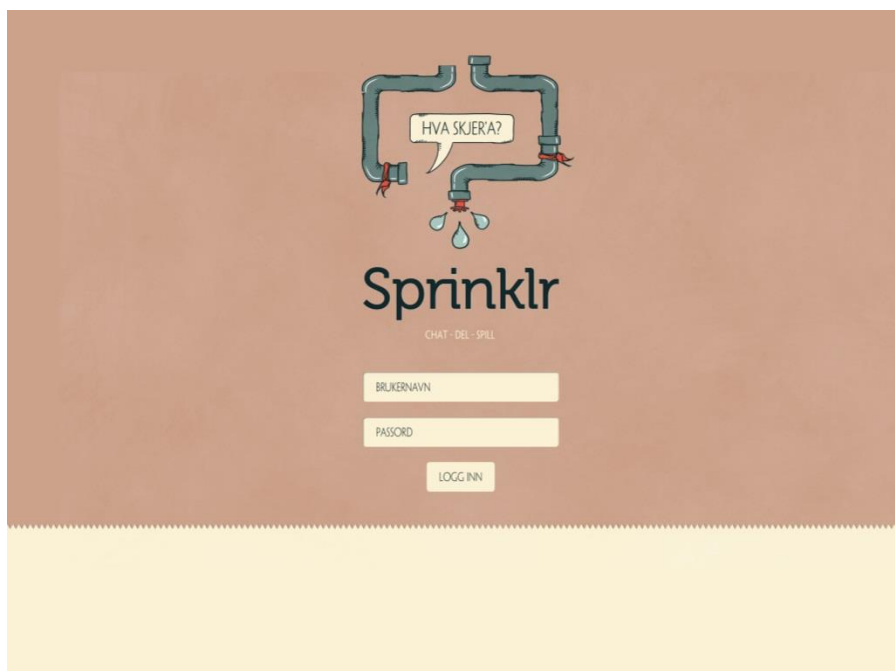 HVA SKJER'A?
Sprinklr
CHAT - DEL - SPILL
BRUKERNAVN
PASSORD
LOGG INN